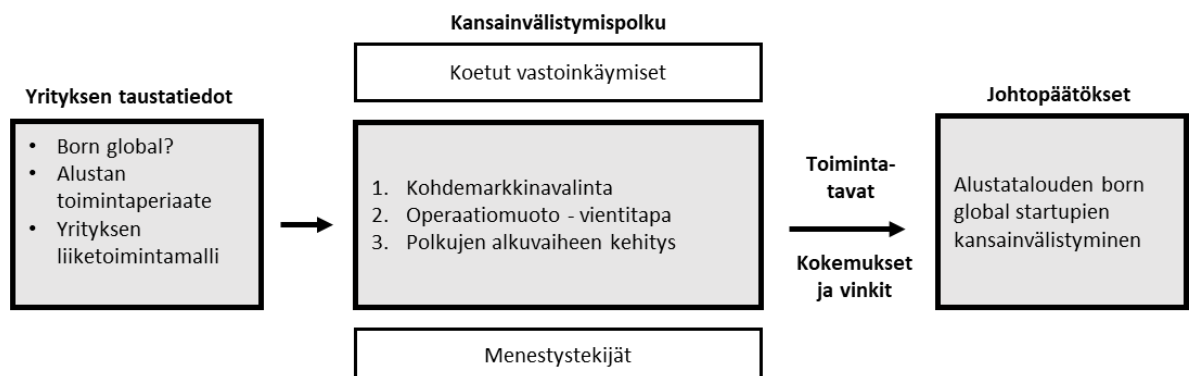 Kansainvälistymispolku
Koetut vastoinkäymiset
Yrityksen taustatiedot
• Born global?
• Alustan
toimintaperiaate
• Yrityksen
liiketoimintamalli
1. Kohdemarkkinavalinta
2. Operaatiomuoto - vientitapa
3. Polkujen alkuvaiheen kehitys
Menestystekijät
Toiminta-
tavat
Kokemukset
ja vinkit
Johtopäätökset
Alustatalouden born
global startupien
kansainvälistyminen